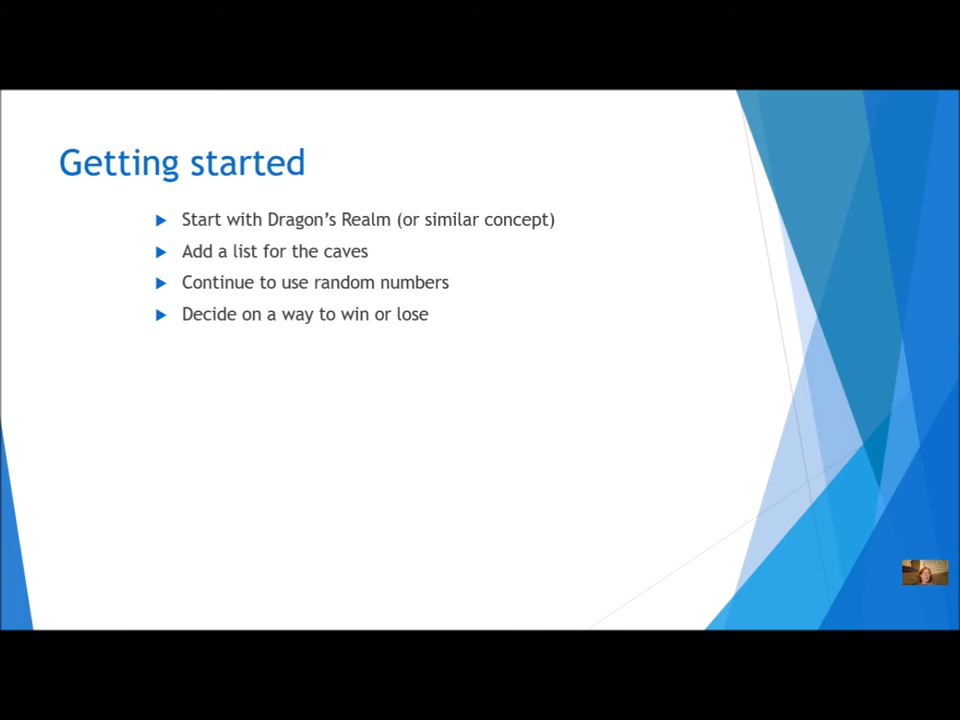 Getting started
Start with Dragon’s Realm (or similar concept)
Add a list for the caves
Continue to use random numbers
Decide on a way to win or lose